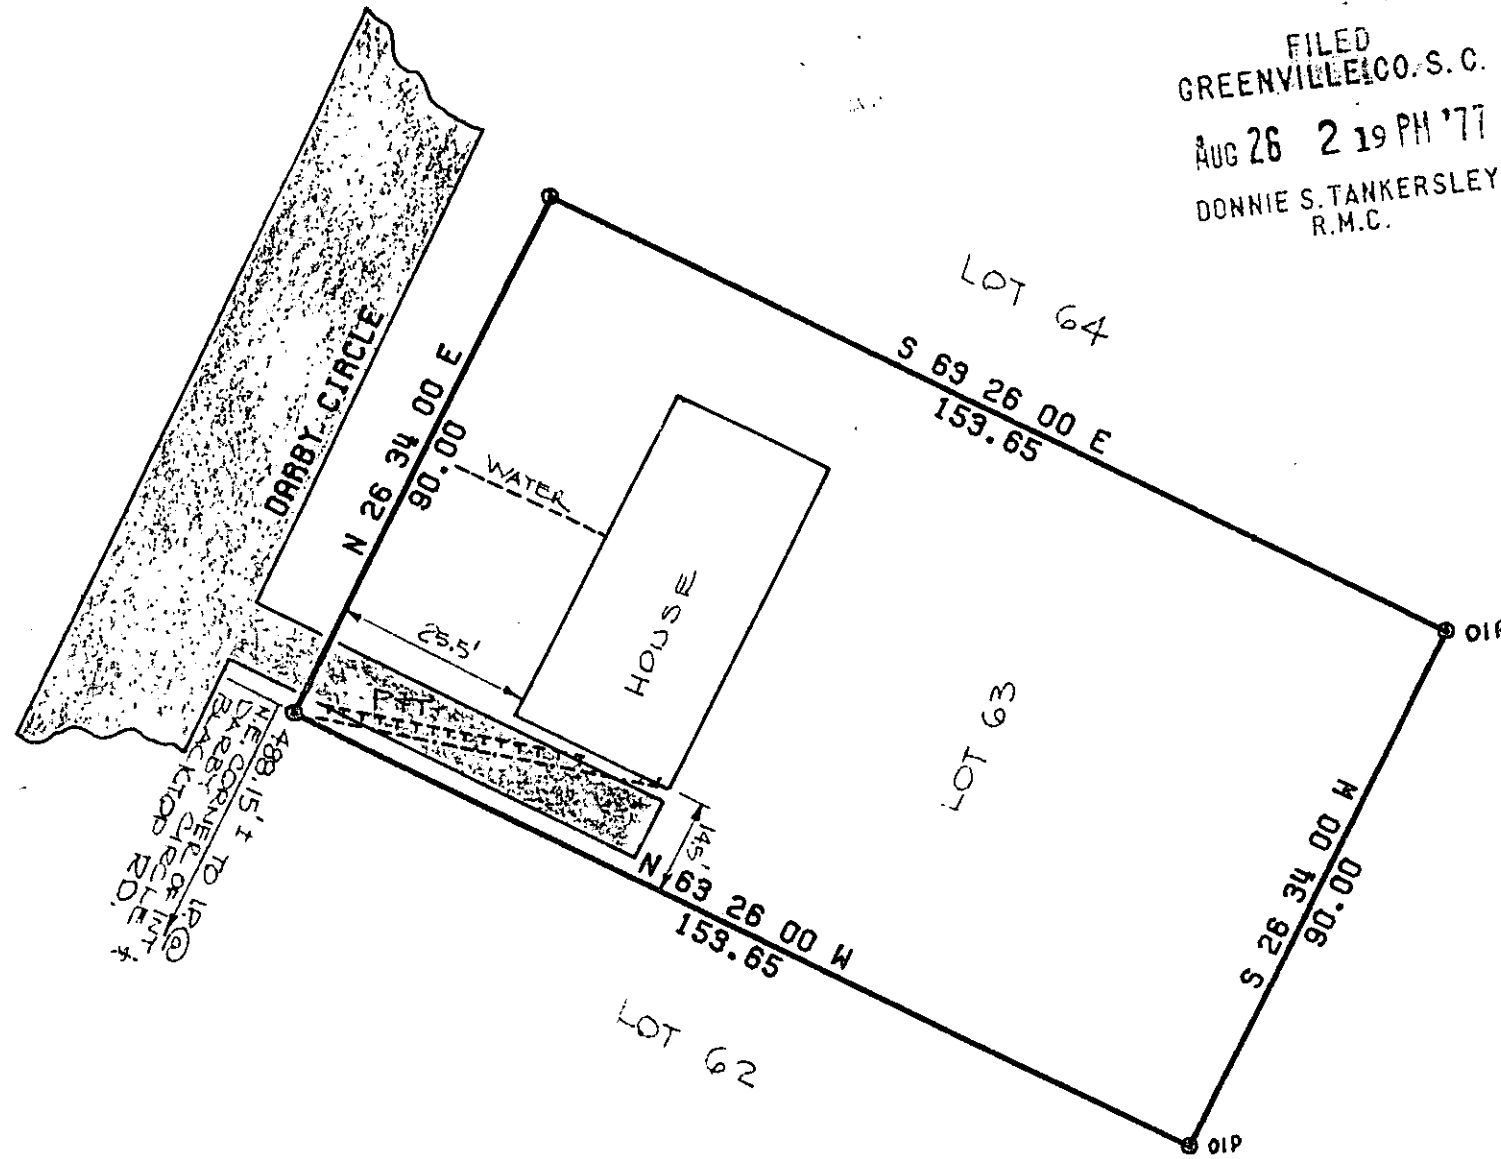 FILED
GREENVILLE CO. S. C.
AUG 26 2 19 PM '77
DONNIE S. TANKERSLEY
R.M.C.
LOT 64
S 63 26 00 E
153.65
DARBY CIRCLE
N 26 34 00 E
90.00
WATER
HOUSE
25.5'
OIP
LOT 63
14.5'
488.15' ± TO I.P. @
N.E. CORNER OF INT.
DARBY CIRCLE &
BLACKTOP RD.
N 63 26 00 W
153.65
S 26 34 00 W
90.00
LOT 62
OIP